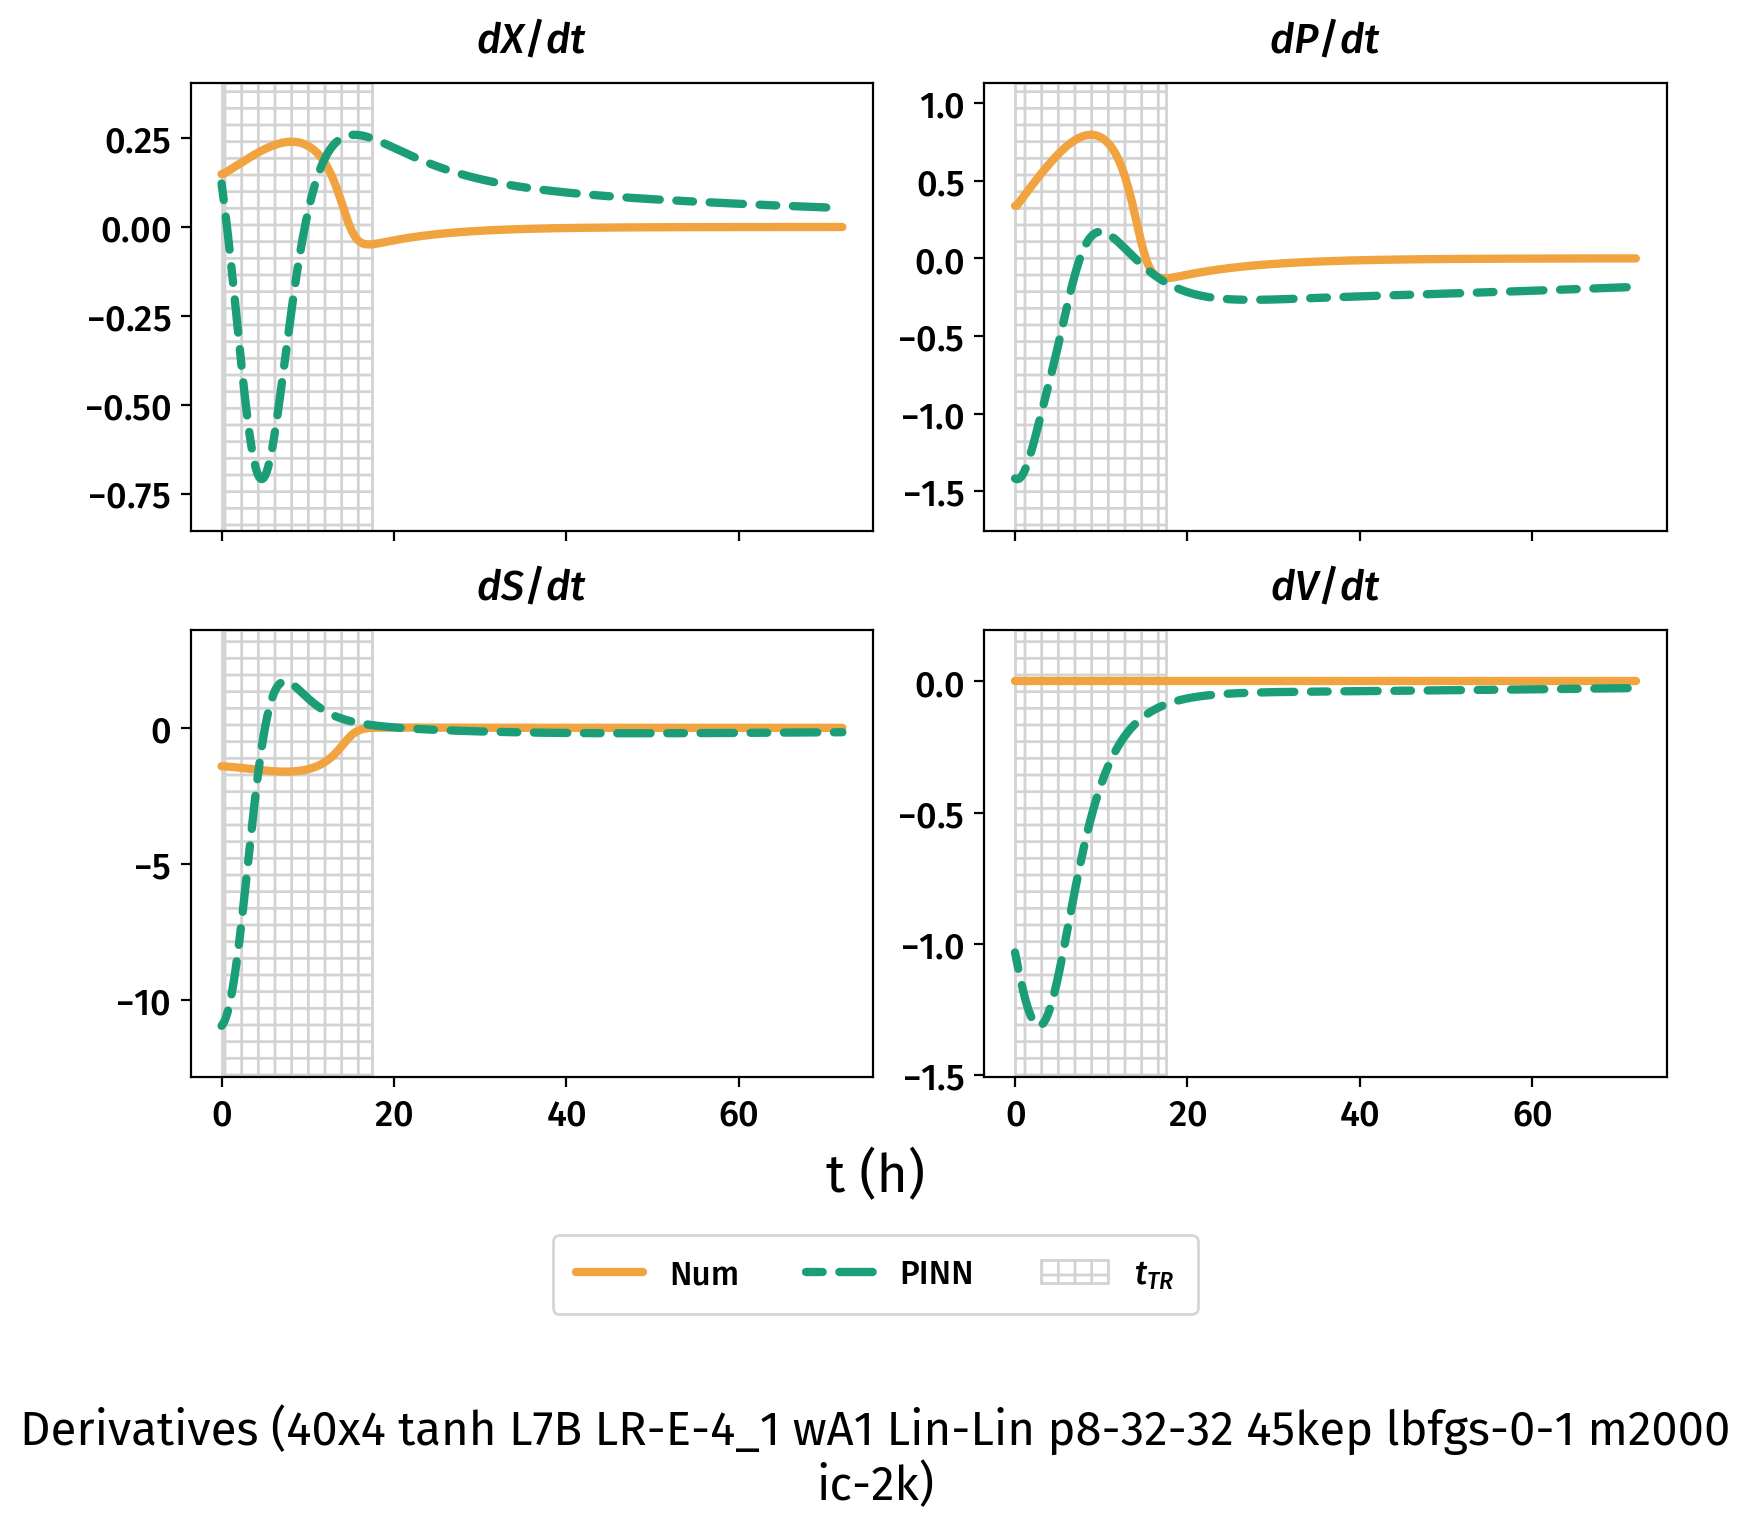 dX/dt
dP/dt
0.25
0.00
−0.25
−0.50
−0.75
1.0
0.5
0.0
−0.5
−1.0
−1.5
dS/dt
dV/dt
0
−5
−10
0.0
−0.5
−1.0
−1.5
0 20 40 60
0 20 40 60
t (h)
Num PINN tTR
Derivatives (40x4 tanh L7B LR-E-4_1 wA1 Lin-Lin p8-32-32 45kep lbfgs-0-1 m2000
ic-2k)